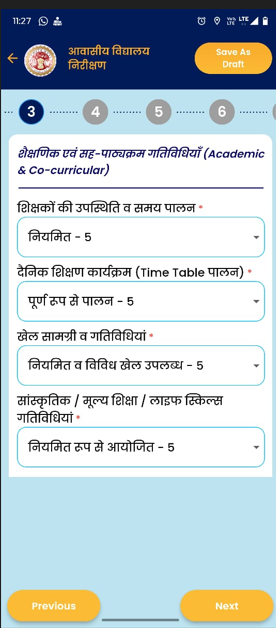 11:27
LTE
आवासीय विद्यालय
निरीक्षण
Save As
Draft
3
4
5
6
शैक्षणिक एवं सह-पाठ्यक्रम गतिविधियाँ (Academic
& Co-curricular)
शिक्षकों की उपस्थिति व समय पालन *
नियमित - 5
दैनिक शिक्षण कार्यक्रम (Time Table पालन) *
पूर्ण रूप से पालन - 5
खेल सामग्री व गतिविधियां *
नियमित व विविध खेल उपलब्ध - 5
सांस्कृतिक / मूल्य शिक्षा / लाइफ स्किल्स
गतिविधियां *
नियमित रूप से आयोजित - 5
Previous
Next